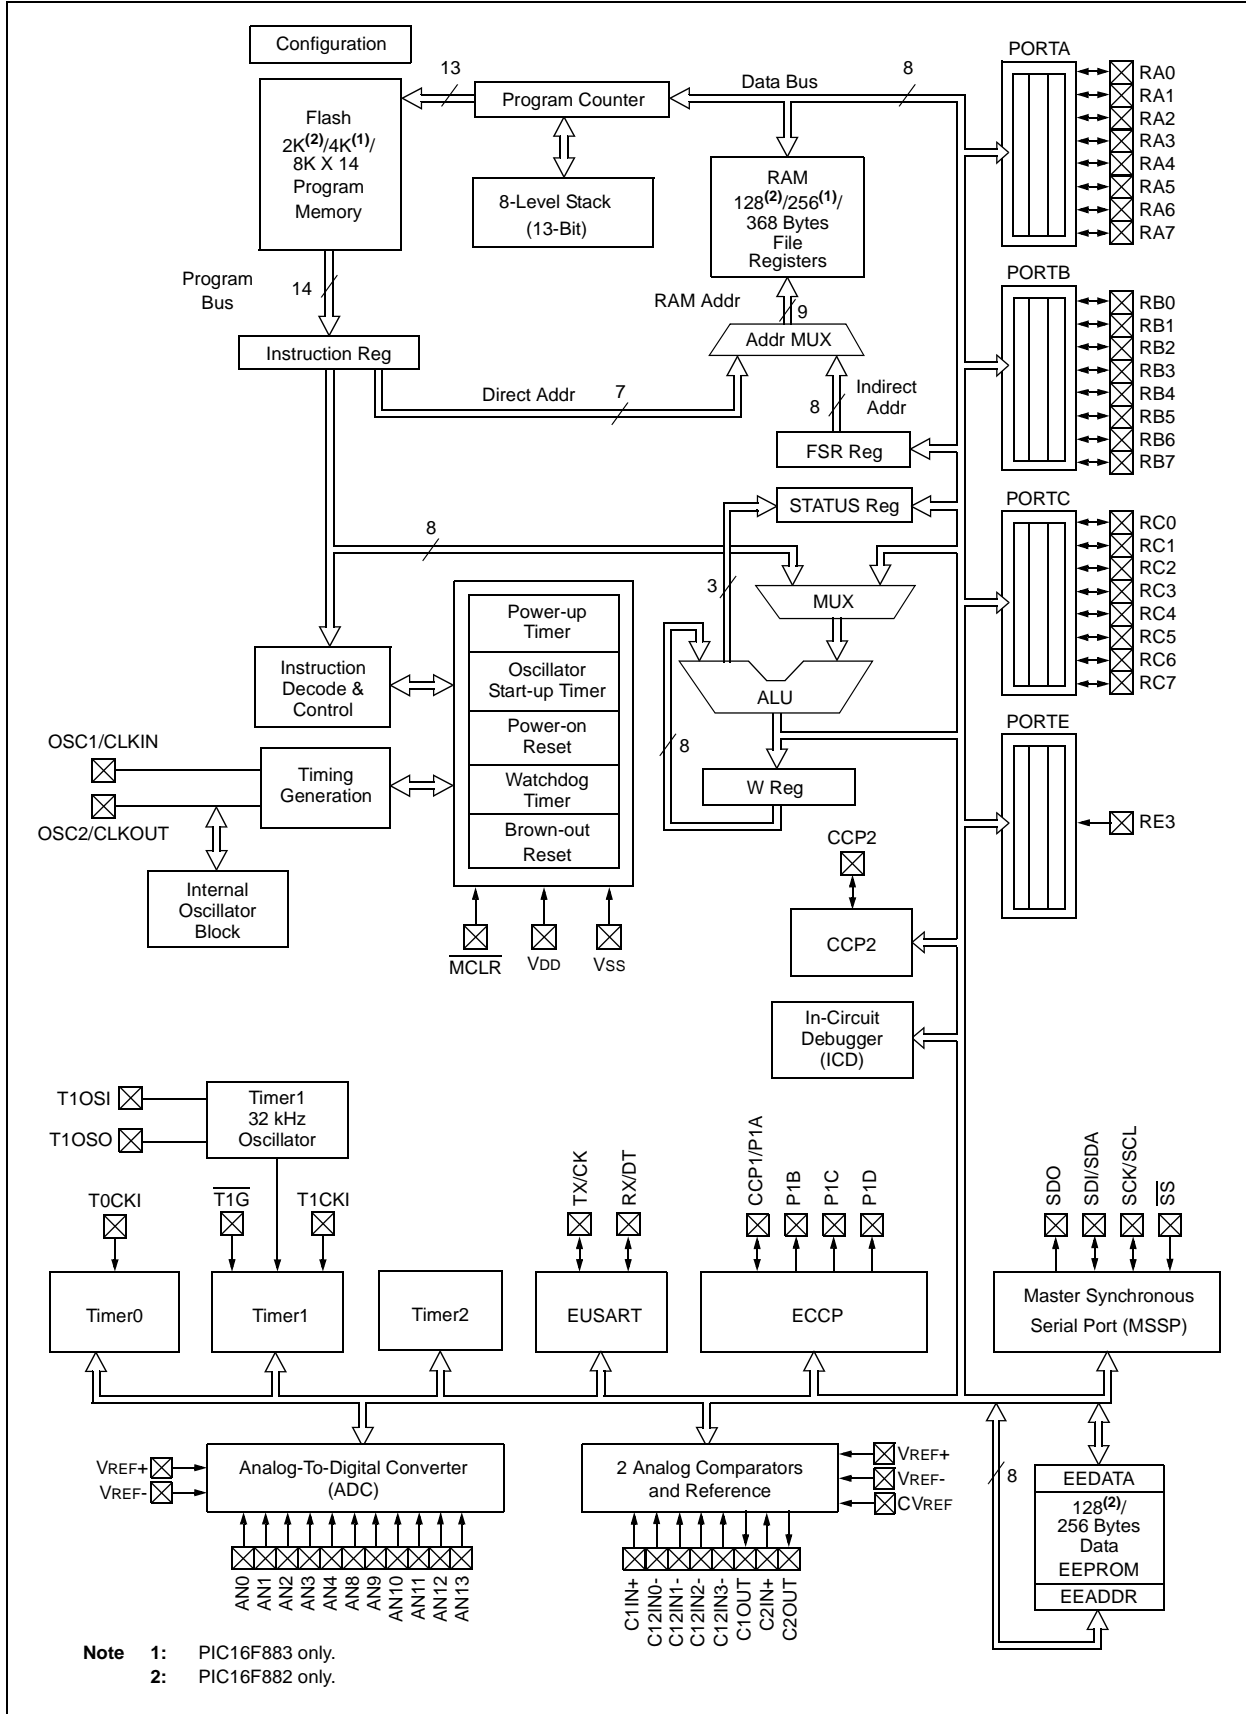 Configuration
PORTA
13
8
Data Bus
Program Counter
Flash
2K(2)/4K(1)/
8K X 14
Program
Memory
8-Level Stack
(13-Bit)
RAM
128(2)/256(1)/
368 Bytes
File
Registers
RA0
RA1
RA2
RA3
RA4
RA5
RA6
RA7
Program
Bus
14
RAM Addr
9
PORTB
Addr MUX
Instruction Reg
Direct Addr
7
8
Indirect
Addr
FSR Reg
RB0
RB1
RB2
RB3
RB4
RB5
RB6
RB7
STATUS Reg
PORTC
8
3
MUX
RC0
RC1
RC2
RC3
RC4
RC5
RC6
RC7
Power-up
Timer
Oscillator
Start-up Timer
Power-on
Reset
Watchdog
Timer
Brown-out
Reset
Instruction
Decode &
Control
ALU
8
W Reg
PORTE
RE3
OSC1/CLKIN
OSC2/CLKOUT
Timing
Generation
Internal
Oscillator
Block
MCLR
VDD
VSS
CCP2
CCP2
In-Circuit
Debugger
(ICD)
T1OSI
T1OSO
Timer1
32 kHz
Oscillator
T0CKI
T1G
T1CKI
TX/CK
RX/DT
CCP1/P1A
P1B
P1C
P1D
SDO
SDI/SDA
SCK/SCL
SS
Timer0
Timer1
Timer2
EUSART
ECCP
Master Synchronous
Serial Port (MSSP)
VREF+
VREF-
Analog-To-Digital Converter
(ADC)
2 Analog Comparators
and Reference
VREF+
VREF-
CVREF
8
EEDATA
128(2)/
256 Bytes
Data
EEPROM
EEADDR
AN0
AN1
AN2
AN3
AN4
AN8
AN9
AN10
AN11
AN12
AN13
C1IN+
C12IN0-
C12IN1-
C12IN2-
C12IN3-
C1OUT
C2IN+
C2OUT
Note 1: PIC16F883 only.
2: PIC16F882 only.